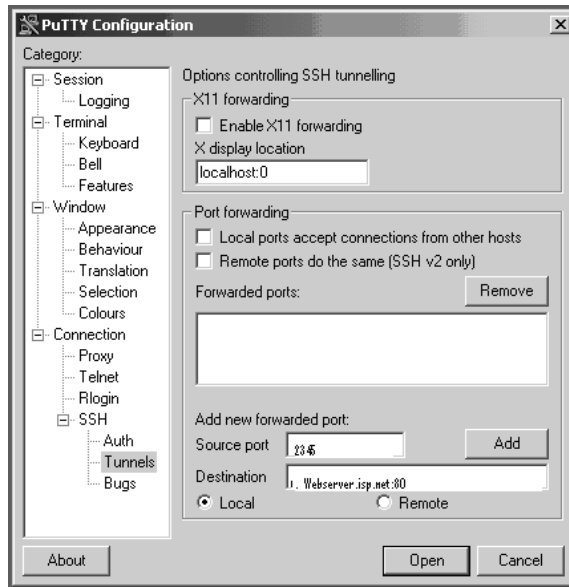 PuTTY Configuration
Category:
Session
Logging
Terminal
Keyboard
Bell
Features
Window
Appearance
Behaviour
Translation
Selection
Colours
Connection
Proxy
Telnet
Rlogin
SSH
Auth
Tunnels
Bugs
Options controlling SSH tunnelling
X11 forwarding
Enable X11 forwarding
X display location
localhost:0
Port forwarding
Local ports accept connections from other hosts
Remote ports do the same (SSH v2 only)
Forwarded ports:
Remove
Add new forwarded port:
Source port
Add
Destination
Webserver.isp.net:80
Local
Remote
About
Open
Cancel